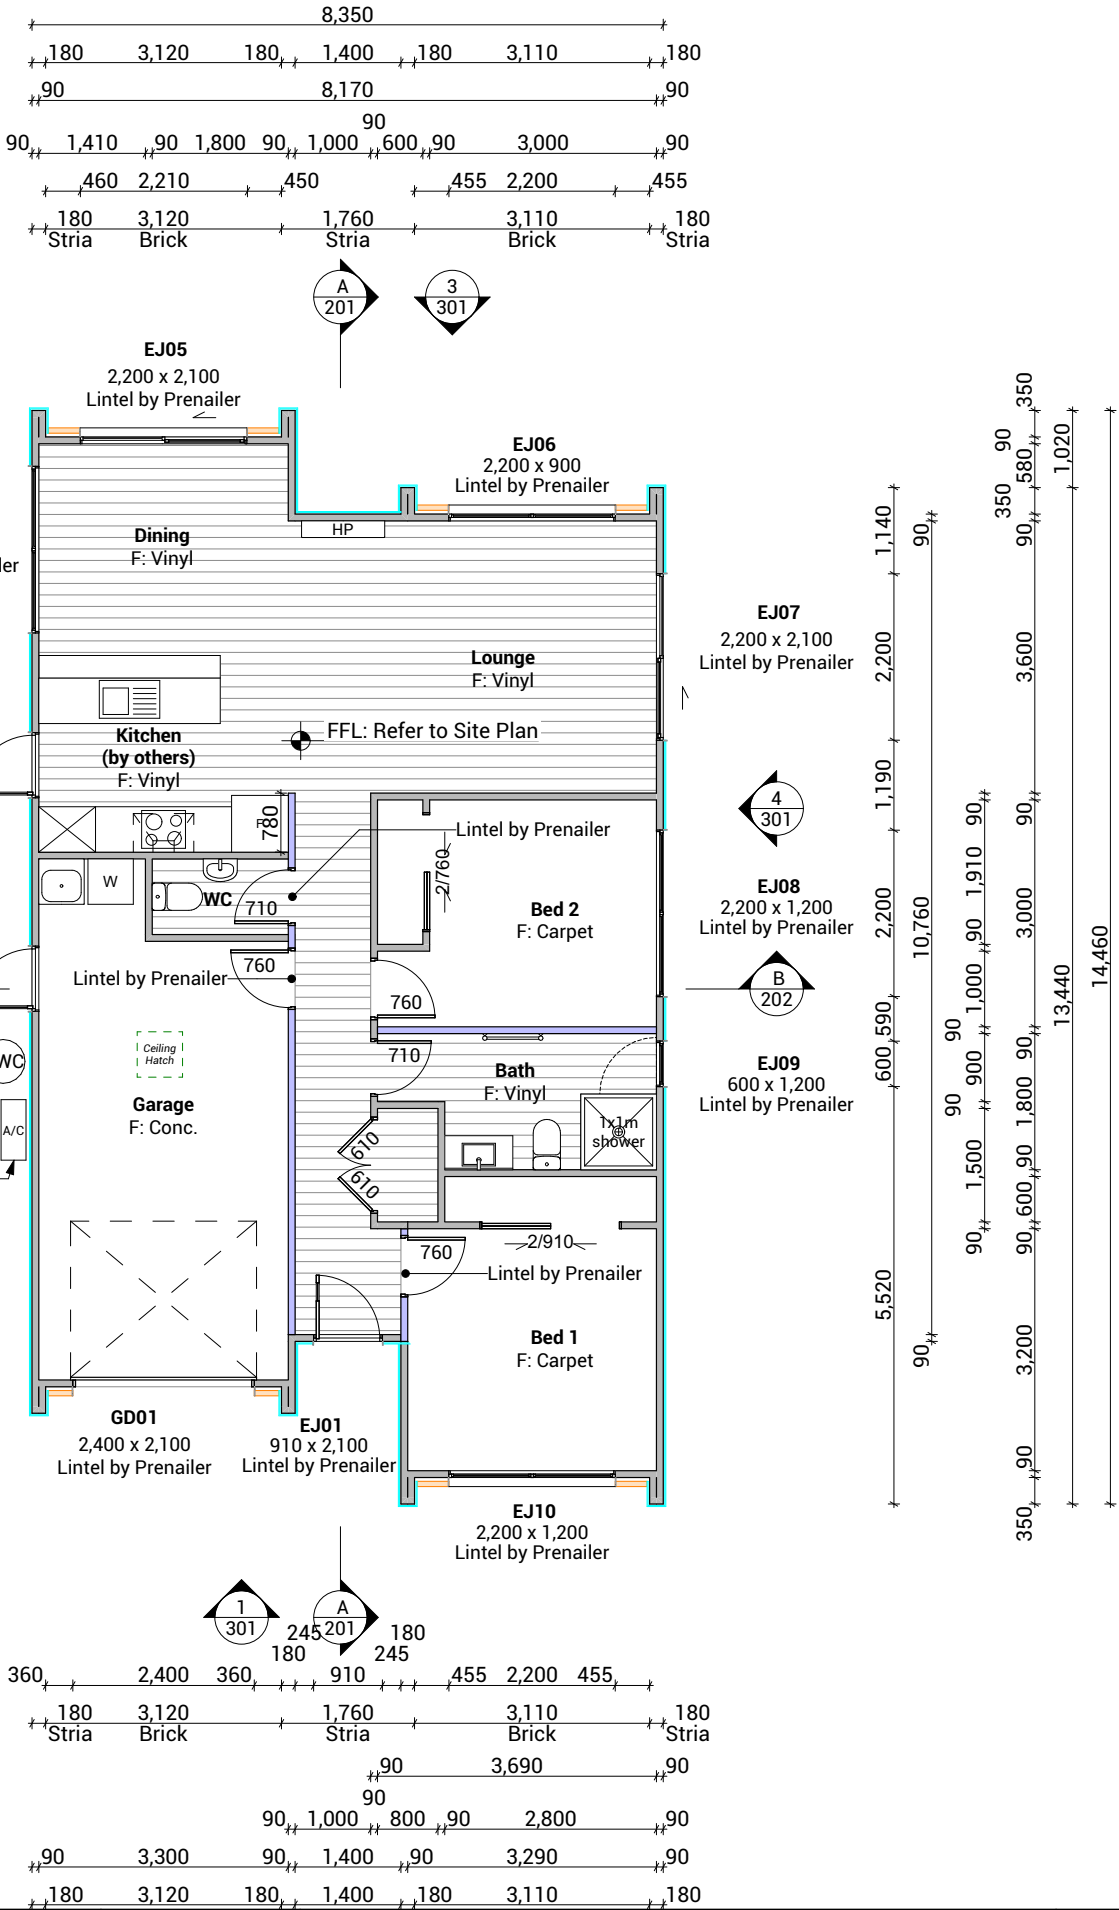 8,350
180 3,120 180 1,400 180 3,110 180
90 8,170 90
90
90 1,410 90 1,800 90 1,000 600 90 3,000 90
460 2,210 450 455 2,200 455
180 3,120 1,760 3,110 180
Stria Brick Stria Brick Stria
A
201
3
301
EJ05
2,200 x 2,100
Lintel by Prenailer
EJ06
2,200 x 900
Lintel by Prenailer
HP
Dining
F: Vinyl
ler
EJ07
2,200 x 2,100
Lintel by Prenailer
Lounge
F: Vinyl
FFL: Refer to Site Plan
Kitchen
(by others)
F: Vinyl
780
4
301
Lintel by Prenailer
2/760
W
WC
710
Bed 2
F: Carpet
EJ08
2,200 x 1,200
Lintel by Prenailer
760
Lintel by Prenailer
760
B
202
Ceiling
Hatch
710
Bath
F: Vinyl
EJ09
600 x 1,200
Lintel by Prenailer
WC
Garage
F: Conc.
A/C
1x1m
shower
610
610
2/910
760
Lintel by Prenailer
Bed 1
F: Carpet
GD01
2,400 x 2,100
Lintel by Prenailer
EJ01
910 x 2,100
Lintel by Prenailer
EJ10
2,200 x 1,200
Lintel by Prenailer
1,140
2,200
1,190
2,200
590
600
5,520
90
10,760
90
90
1,910
90
1,000
90
900
90
1,500
90
350
90
580
350
90
3,600
90
3,000
90
1,800
90
600
90
3,200
90
350
1,020
13,440
14,460
1
301
A
201
245 180
180 245
360 2,400 360 910 455 2,200 455
180 3,120 1,760 3,110 180
Stria Brick Stria Brick Stria
90 3,690 90
90
90 1,000 800 90 2,800 90
90 3,300 90 1,400 90 3,290 90
180 3,120 180 1,400 180 3,110 180